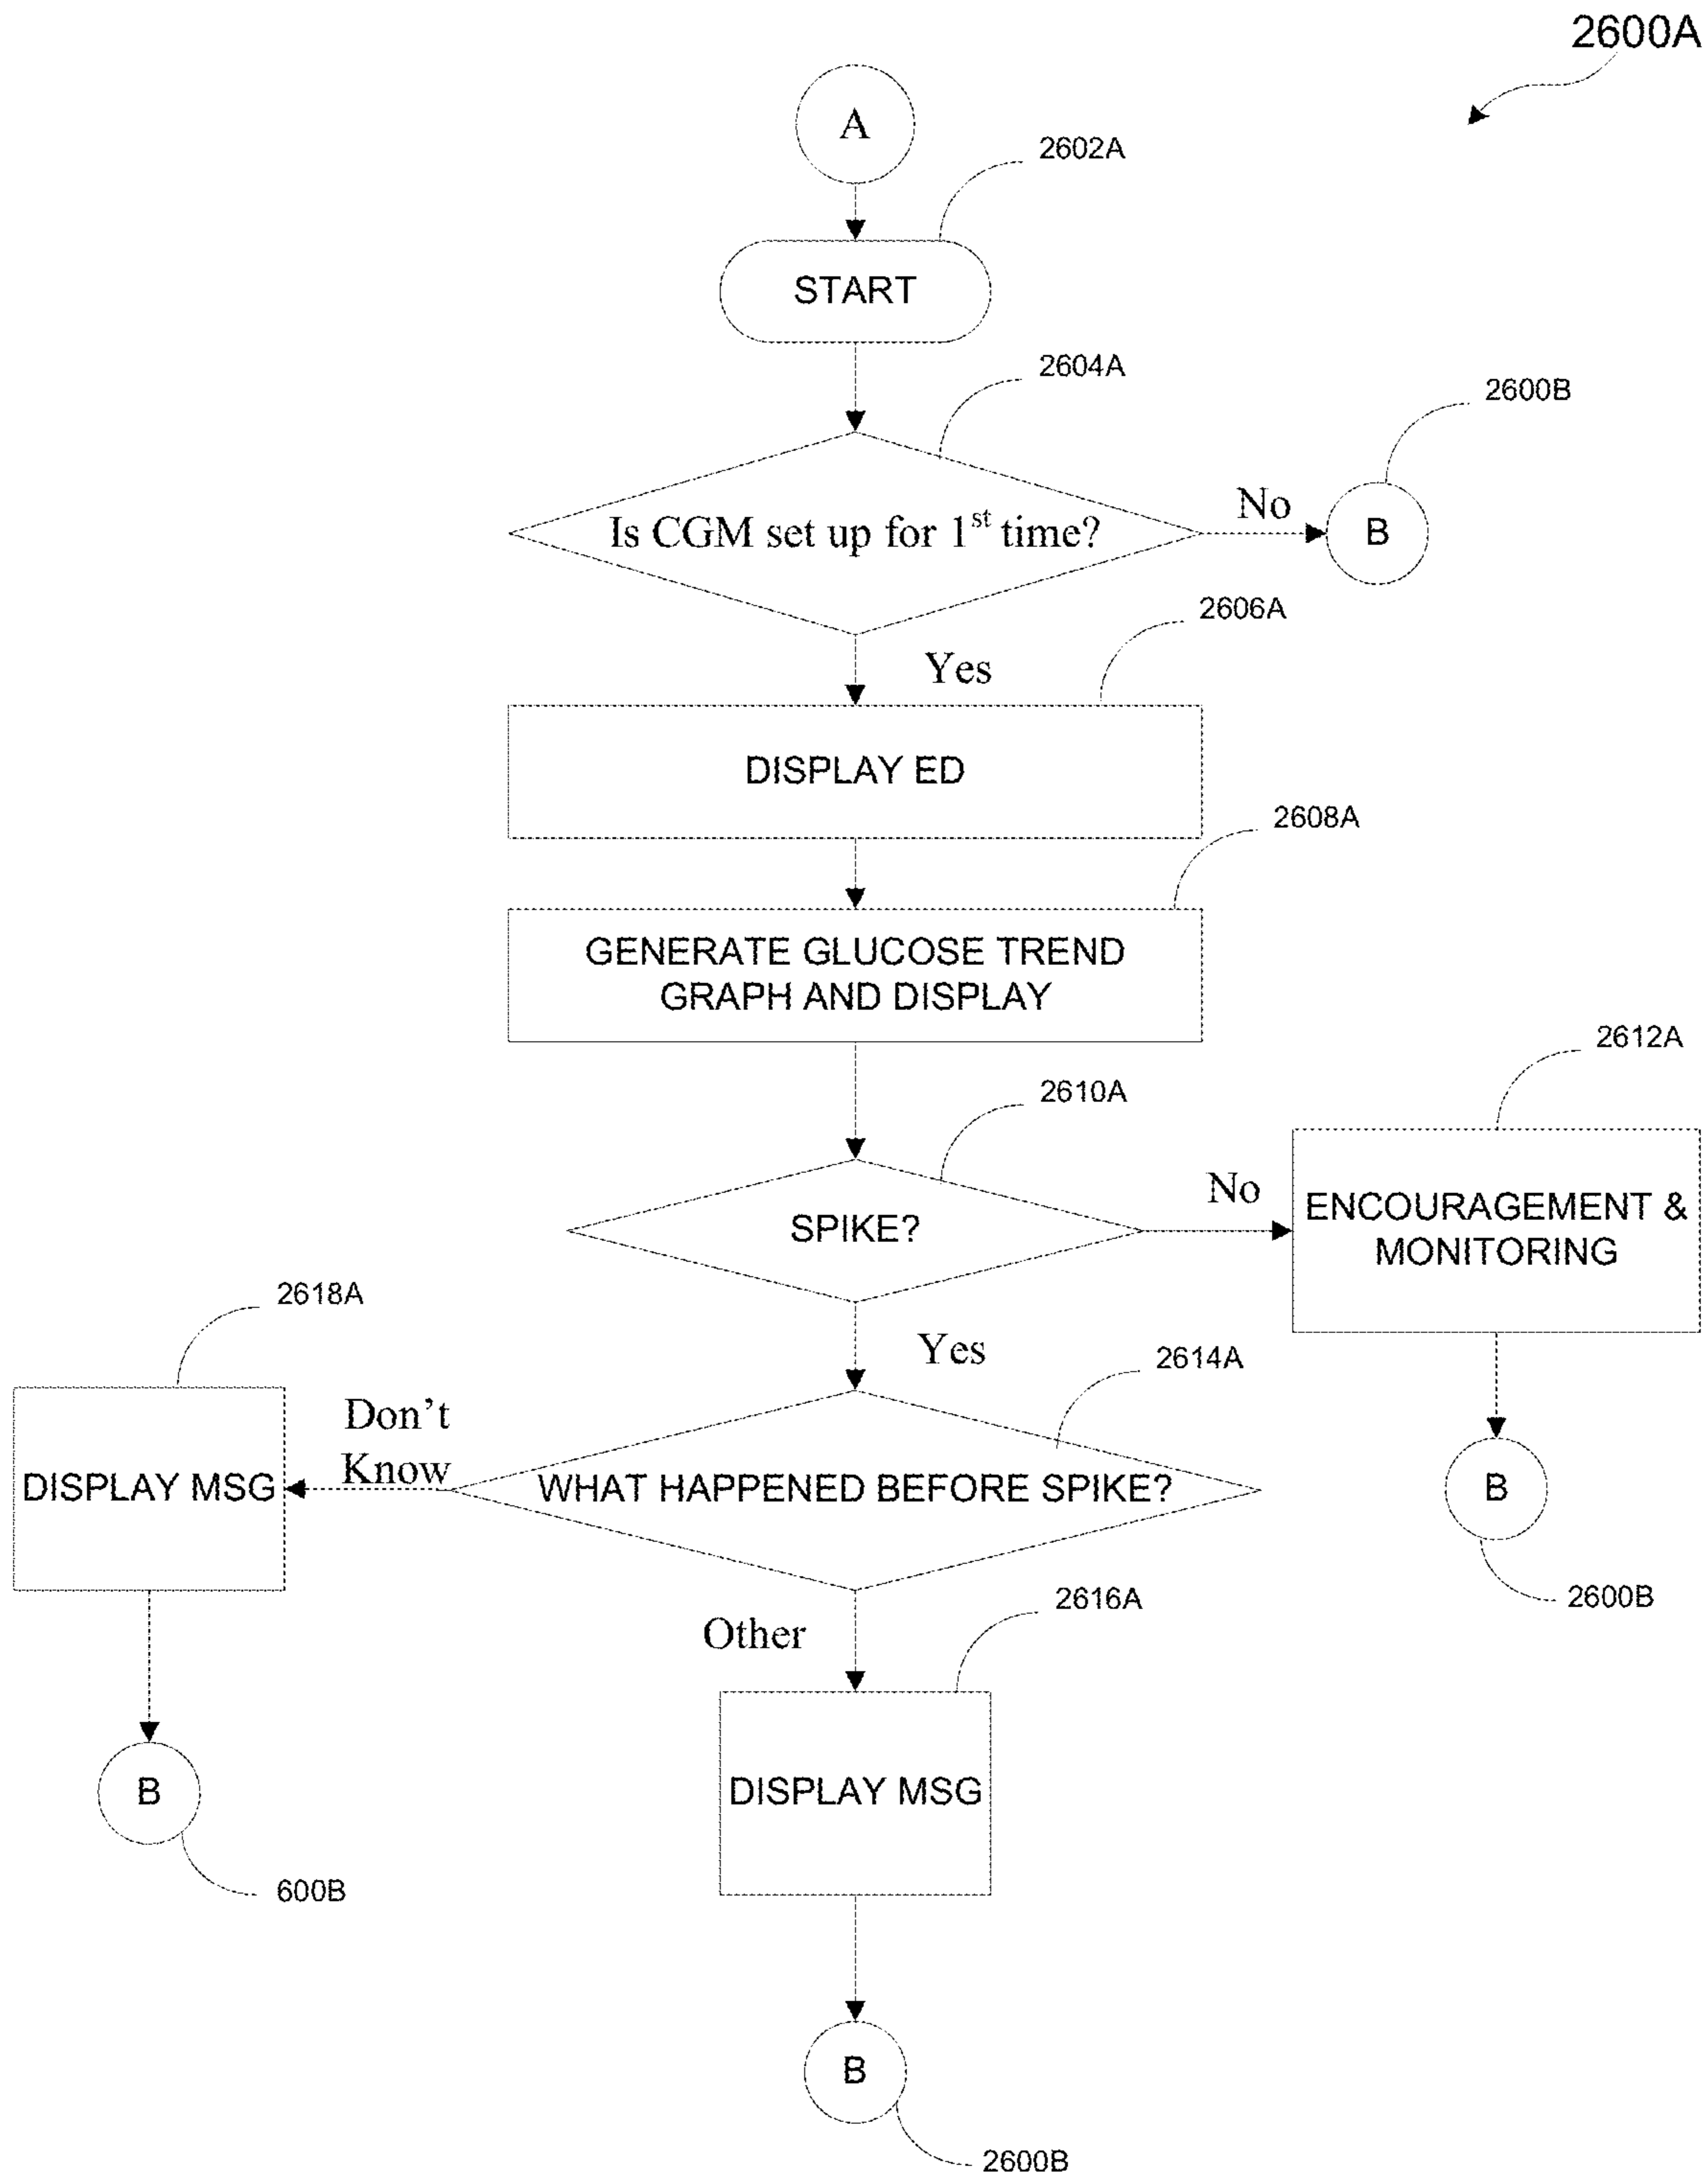 2600A
A
2602A
START
2604A
2600B
Is CGM set up for 1st time?
No
B
2606A
Yes
DISPLAY ED
2608A
GENERATE GLUCOSE TREND
GRAPH AND DISPLAY
2612A
2610A
No
SPIKE?
ENCOURAGEMENT &
MONITORING
2618A
Yes
2614A
Don't
Know
DISPLAY MSG
WHAT HAPPENED BEFORE SPIKE?
B
2600B
2616A
Other
DISPLAY MSG
B
600B
B
2600B